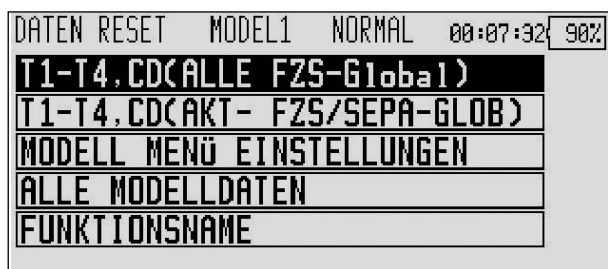 DATEN RESET MODEL1 NORMAL 00:07:32 90%
T1-T4,CD(ALLE FZS-Global)
T1-T4,CD(AKT- FZS/SEPA-GLOB)
MODELL MENü EINSTELLUNGEN
ALLE MODELLDATEN
FUNKTIONSNAME